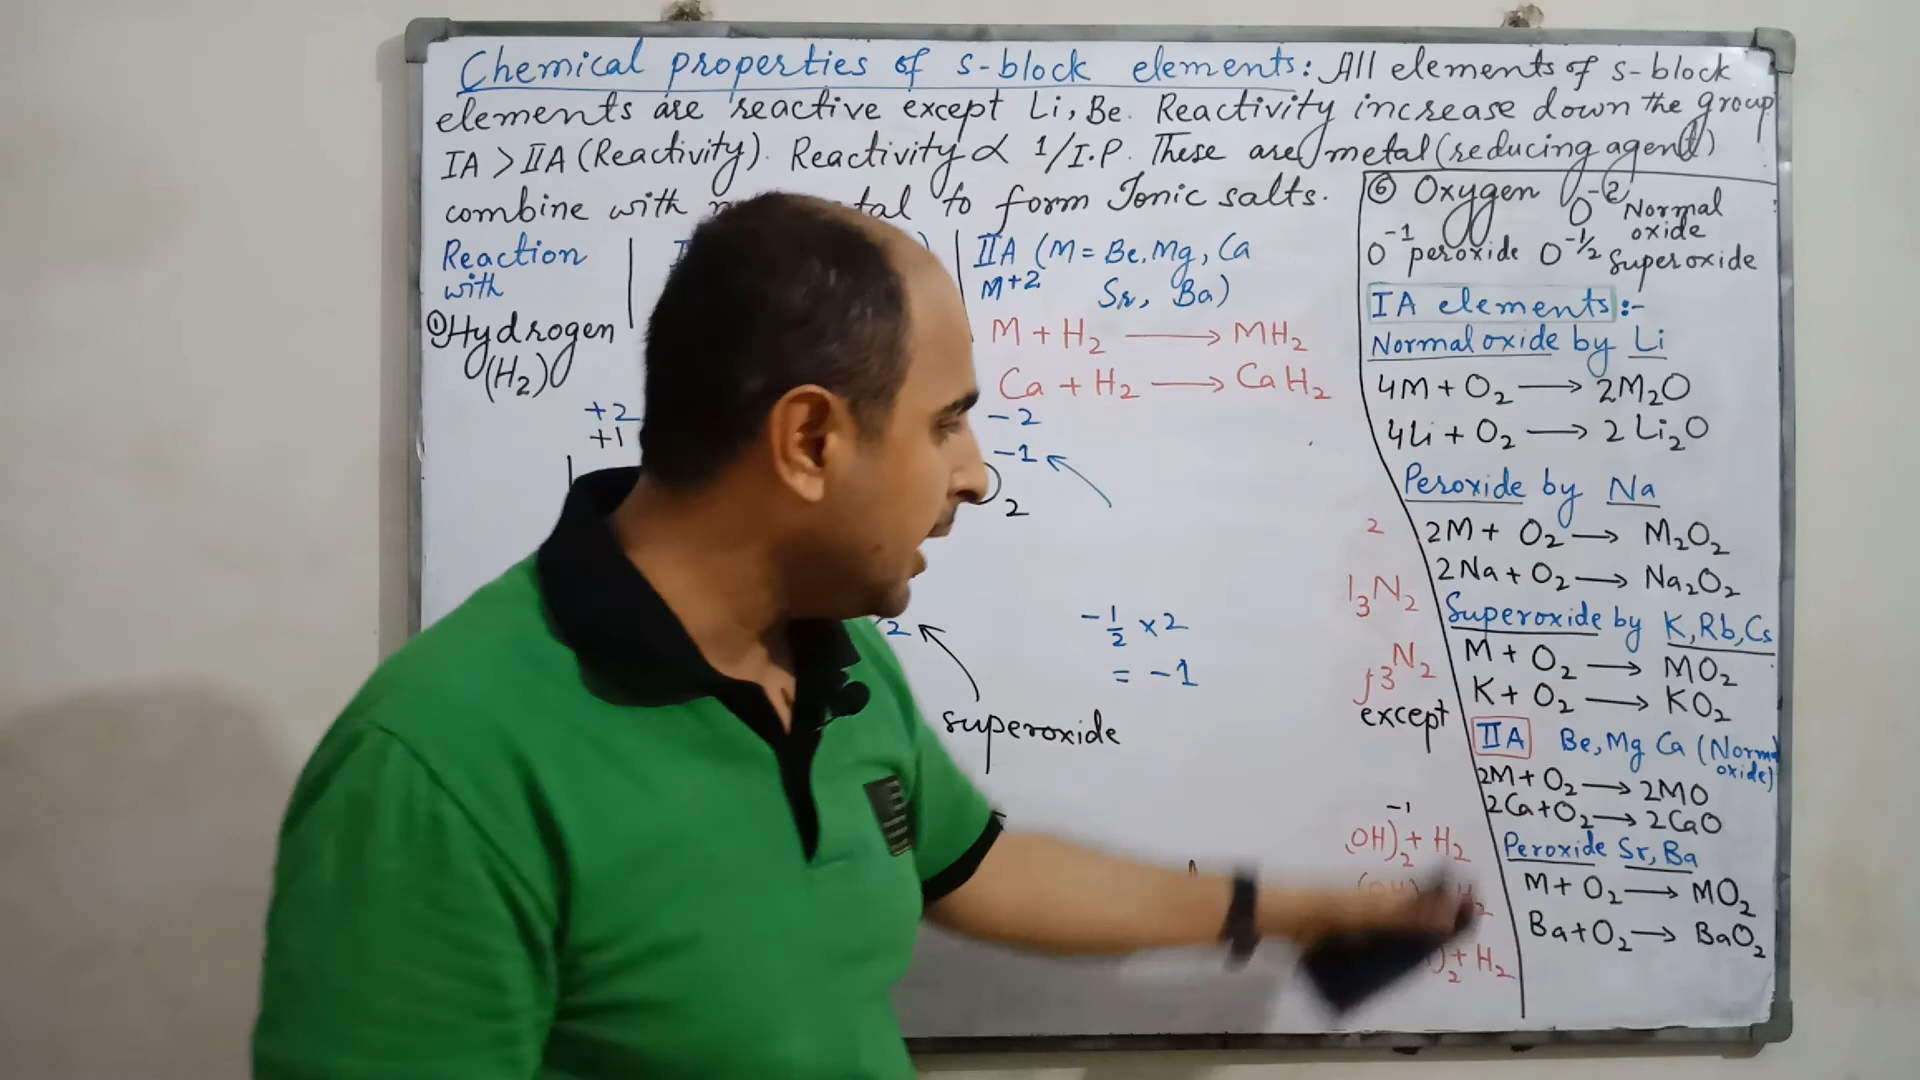 Chemical properties of s-block elements: All elements of s-block
elements are reactive except Li, Be. Reactivity increase down the group
IA > IIA (Reactivity). Reactivity ∝ 1/I.P. These are metal (reducing agent)
combine with to form Ionic salts.
Reaction
with
IIA (M = Be, Mg, Ca
M+2 Sr, Ba)
① Hydrogen
(H₂)
M + H₂ → MH₂
Ca + H₂ → CaH₂
+2
+1
-2
-1
2
-½ × 2
= -1
superoxide
2
3N₂
3N₂
except
-1
OH)₂ + H₂
)₂ + H₂
⑥ Oxygen O⁻² Normal
oxide
O⁻¹ peroxide O⁻¹/² Superoxide
IA elements:-
Normal oxide by Li
4M + O₂ → 2M₂O
4Li + O₂ → 2Li₂O
Peroxide by Na
2M + O₂ → M₂O₂
2Na + O₂ → Na₂O₂
Superoxide by K, Rb, Cs
M + O₂ → MO₂
K + O₂ → KO₂
IIA Be, Mg Ca (Normal
oxide)
2M + O₂ → 2MO
2Ca + O₂ → 2CaO
Peroxide Sr, Ba
M + O₂ → MO₂
Ba + O₂ → BaO₂